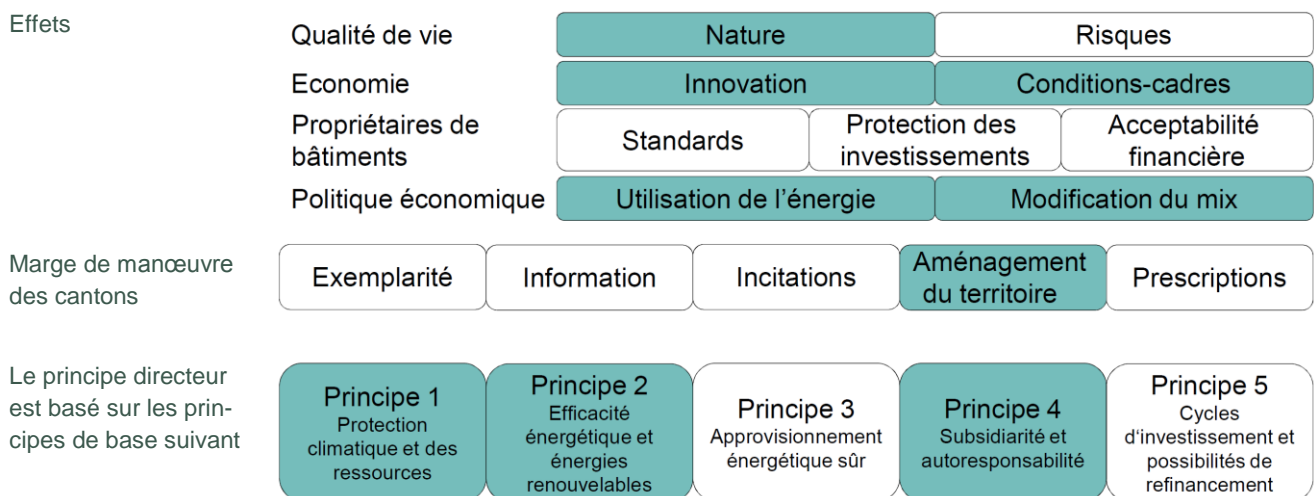 Effets
Qualité de vie
Nature
Risques
Economie
Innovation
Conditions-cadres
Propriétaires de
bâtiments
Standards
Protection des
investissements
Acceptabilité
financière
Politique économique
Utilisation de l'énergie
Modification du mix
Marge de manœuvre
des cantons
Exemplarité
Information
Incitations
Aménagement
du territoire
Prescriptions
Le principe directeur
est basé sur les prin-
cipes de base suivant
Principe 1
Protection
climatique et des
ressources
Principe 2
Efficacité
énergétique et
énergies
renouvelables
Principe 3
Approvisionnement
énergétique sûr
Principe 4
Subsidiarité et
autoresponsabilité
Principe 5
Cycles
d'investissement et
possibilités de
refinancement